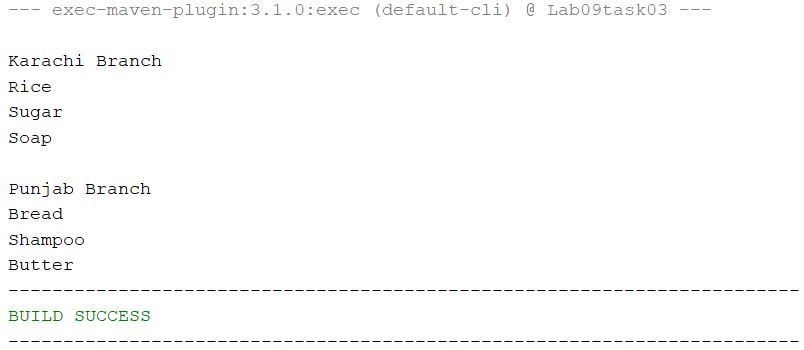 --- exec-maven-plugin:3.1.0:exec (default-cli) @ Lab09task03 ---
Karachi Branch
Rice
Sugar
Soap
Punjab Branch
Bread
Shampoo
Butter
------------------------------------------------------------------------
BUILD SUCCESS
------------------------------------------------------------------------